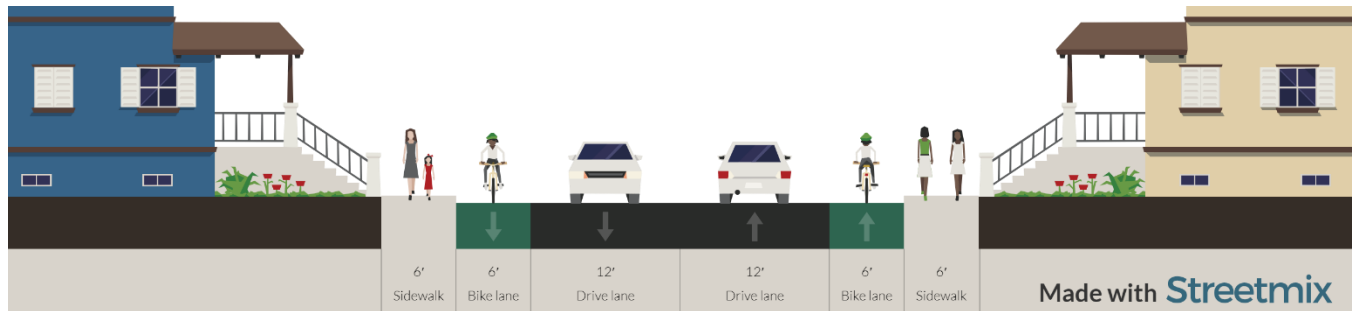 6′ 6′ 12′ 12′ 6′ 6′
Sidewalk Bike lane Drive lane Drive lane Bike lane Sidewalk
Made with Streetmix